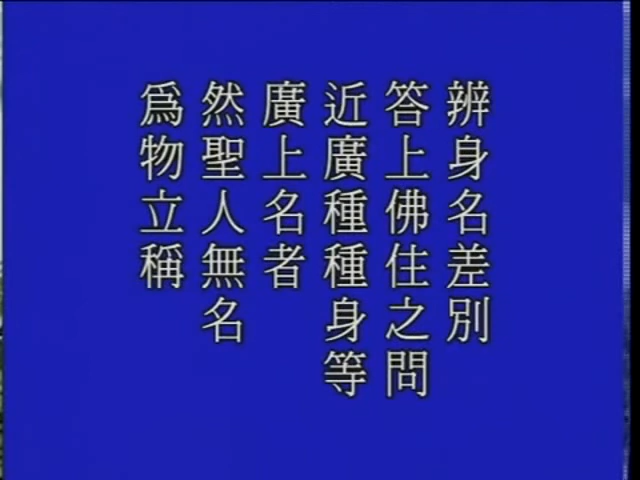 辨身名差別
答上佛住之問
近廣種種身等
廣上名者
然聖人無名
爲物立稱